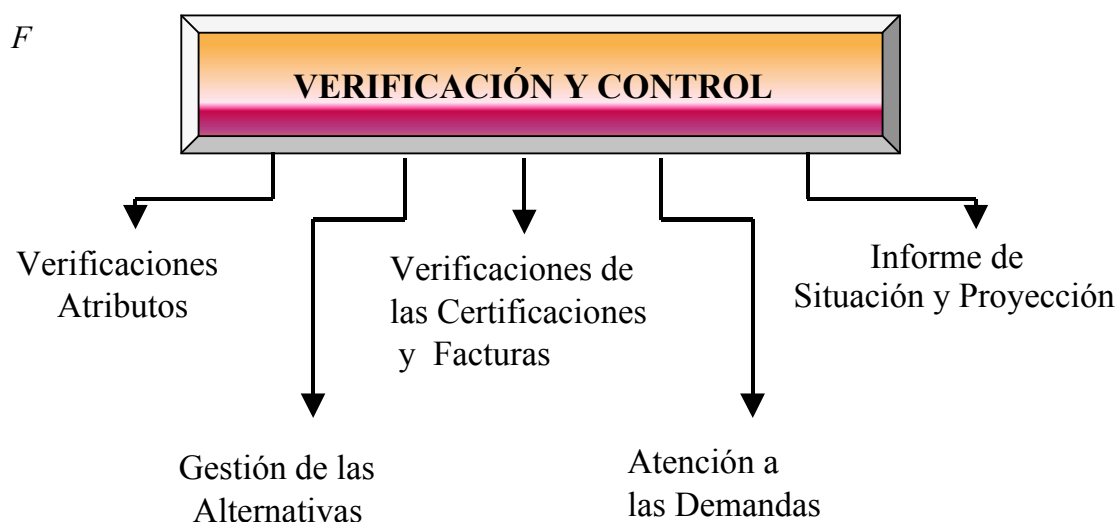 F
VERIFICACIÓN Y CONTROL
Verificaciones
Atributos
Gestión de las
Alternativas
Verificaciones de
las Certificaciones
y Facturas
Atención a
las Demandas
Informe de
Situación y Proyección